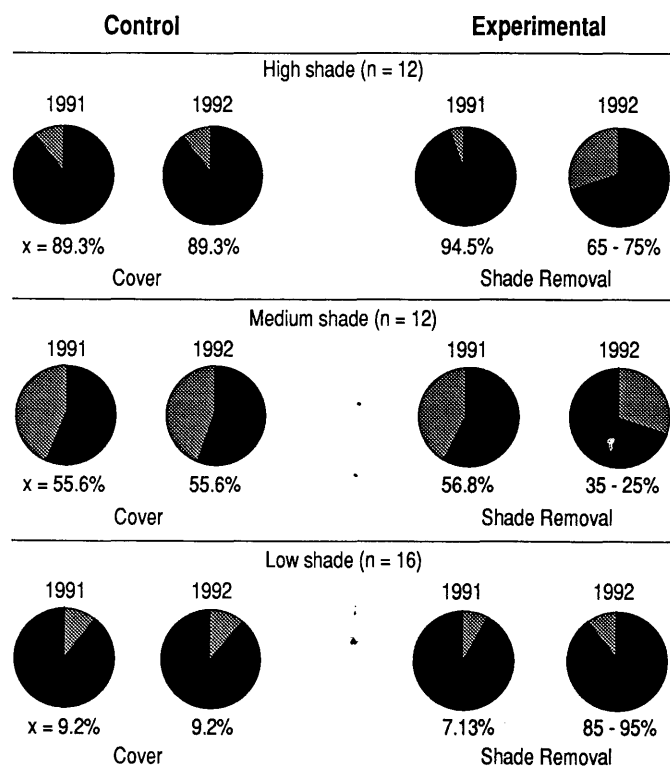 Control Experimental
High shade (n = 12)
1991 1992 1991 1992
x = 89.3% 89.3% 94.5% 65 - 75%
Cover Shade Removal
Medium shade (n = 12)
1991 1992 1991 1992
x = 55.6% 55.6% 56.8% 35 - 25%
Cover Shade Removal
Low shade (n = 16)
1991 1992 1991 1992
x = 9.2% 9.2% 7.13% 85 - 95%
Cover Shade Removal